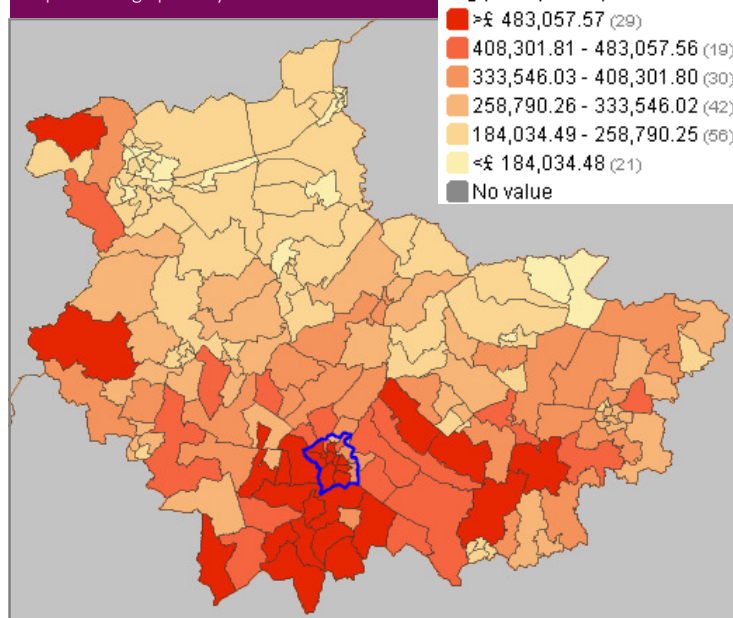 >£ 483,057.57 (29)
408,301.81 - 483,057.56 (19)
333,546.03 - 408,301.80 (30)
258,790.26 - 333,546.02 (42)
184,034.49 - 258,790.25 (56)
<£ 184,034.48 (21)
No value